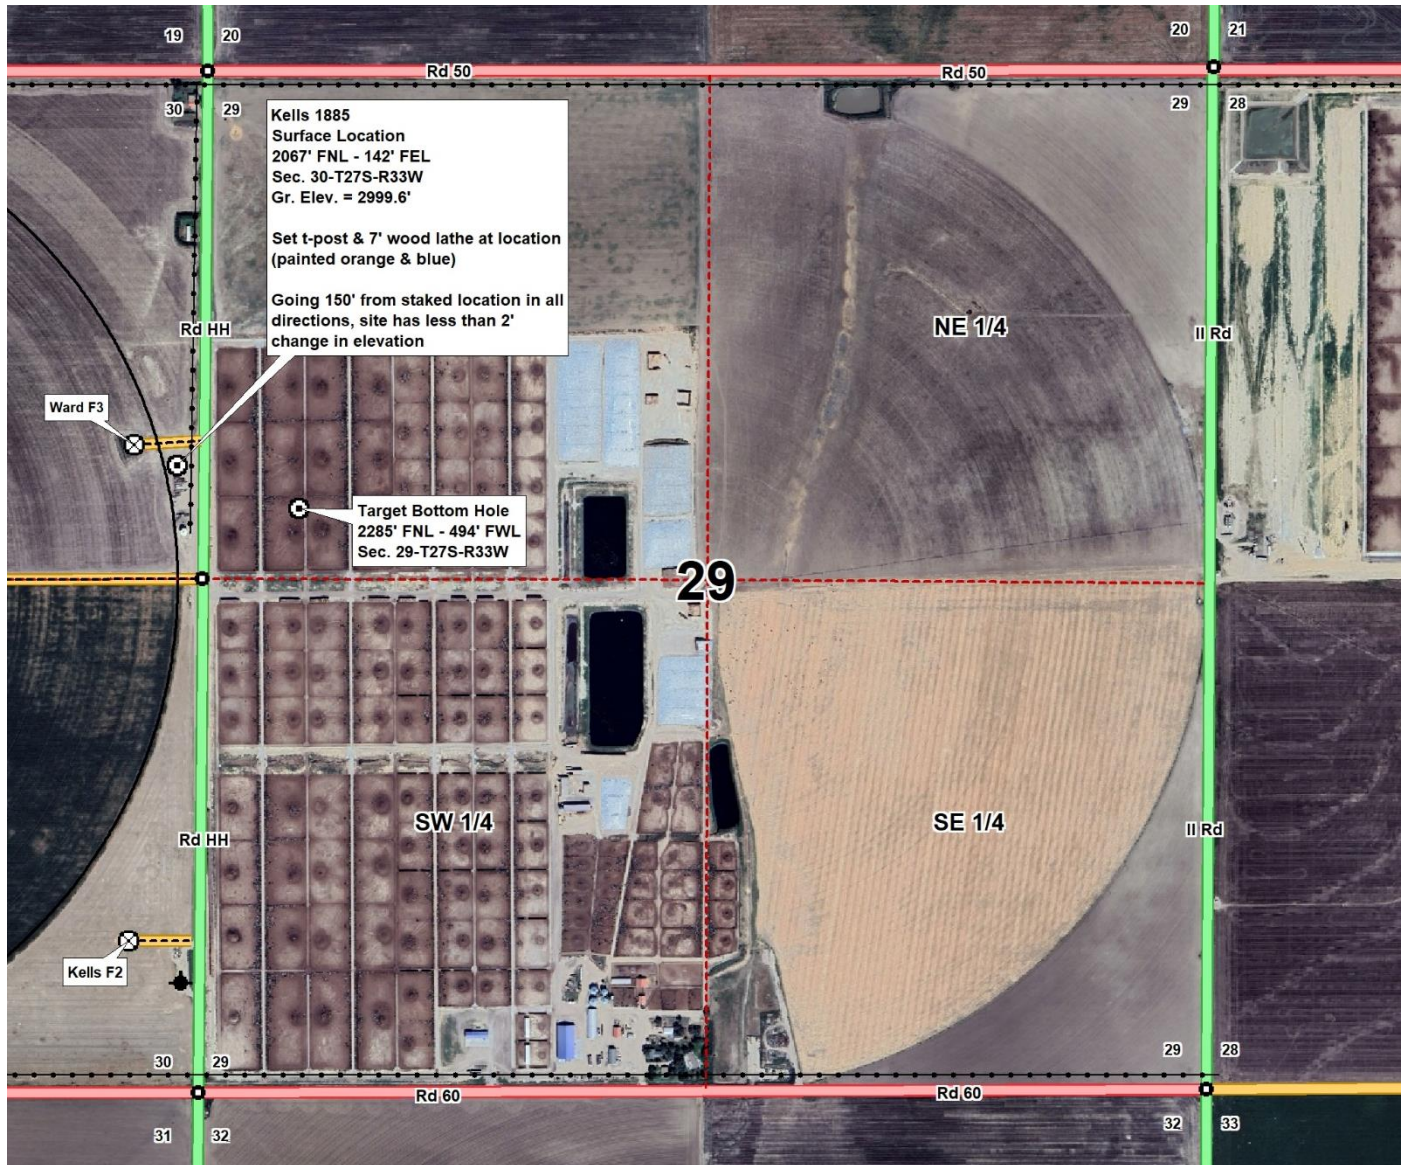 19
20
20
21
Rd 50
Rd 50
30
29
29
28
Kells 1885
Surface Location
2067' FNL - 142' FEL
Sec. 30-T27S-R33W
Gr. Elev. = 2999.6'
Set t-post & 7' wood lathe at location
(painted orange & blue)
Going 150' from staked location in all
directions, site has less than 2'
change in elevation
Rd HH
NE 1/4
II Rd
Ward F3
Target Bottom Hole
2285' FNL - 494' FWL
Sec. 29-T27S-R33W
29
Rd HH
SW 1/4
SE 1/4
II Rd
Kells F2
30
29
29
28
Rd 60
Rd 60
31
32
32
33